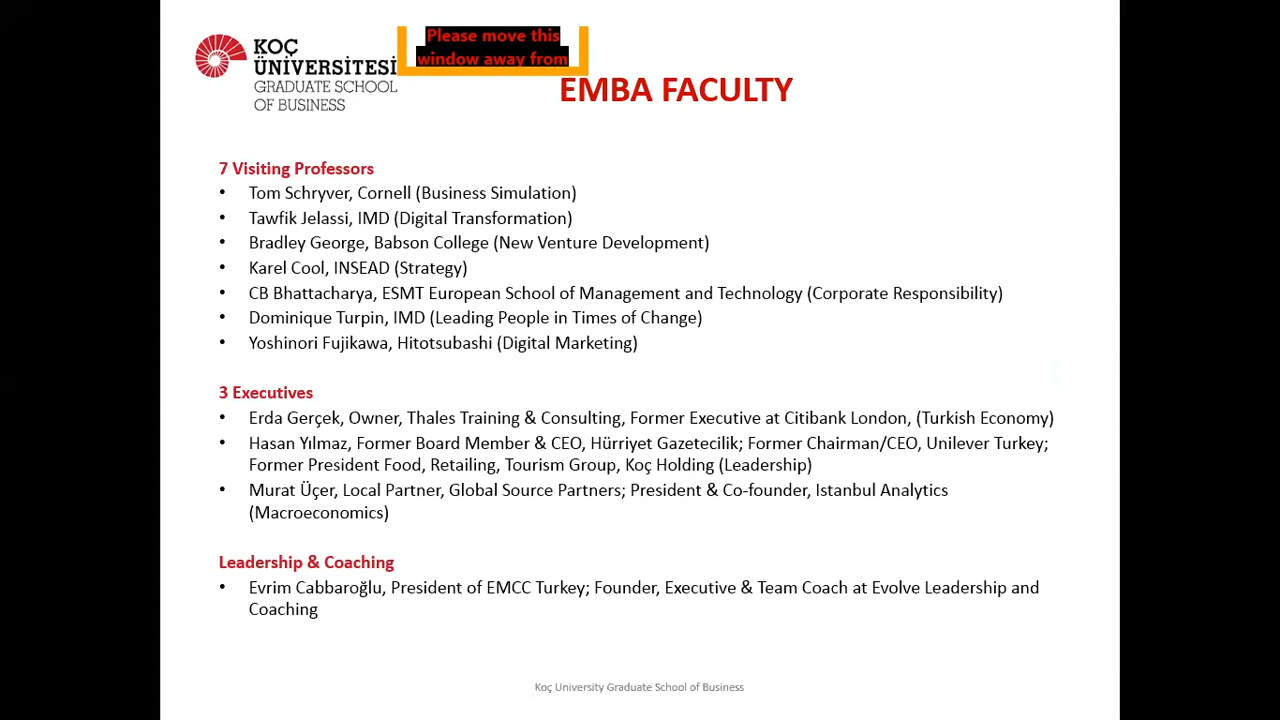 KOÇ
ÜNİVERSİTESİ
GRADUATE SCHOOL
OF BUSINESS
Please move this
window away from
EMBA FACULTY
7 Visiting Professors
• Tom Schryver, Cornell (Business Simulation)
• Tawfik Jelassi, IMD (Digital Transformation)
• Bradley George, Babson College (New Venture Development)
• Karel Cool, INSEAD (Strategy)
• CB Bhattacharya, ESMT European School of Management and Technology (Corporate Responsibility)
• Dominique Turpin, IMD (Leading People in Times of Change)
• Yoshinori Fujikawa, Hitotsubashi (Digital Marketing)
3 Executives
• Erda Gerçek, Owner, Thales Training & Consulting, Former Executive at Citibank London, (Turkish Economy)
• Hasan Yılmaz, Former Board Member & CEO, Hürriyet Gazetecilik; Former Chairman/CEO, Unilever Turkey;
Former President Food, Retailing, Tourism Group, Koç Holding (Leadership)
• Murat Üçer, Local Partner, Global Source Partners; President & Co-founder, Istanbul Analytics
(Macroeconomics)
Leadership & Coaching
• Evrim Cabbaroğlu, President of EMCC Turkey; Founder, Executive & Team Coach at Evolve Leadership and
Coaching
Koç University Graduate School of Business